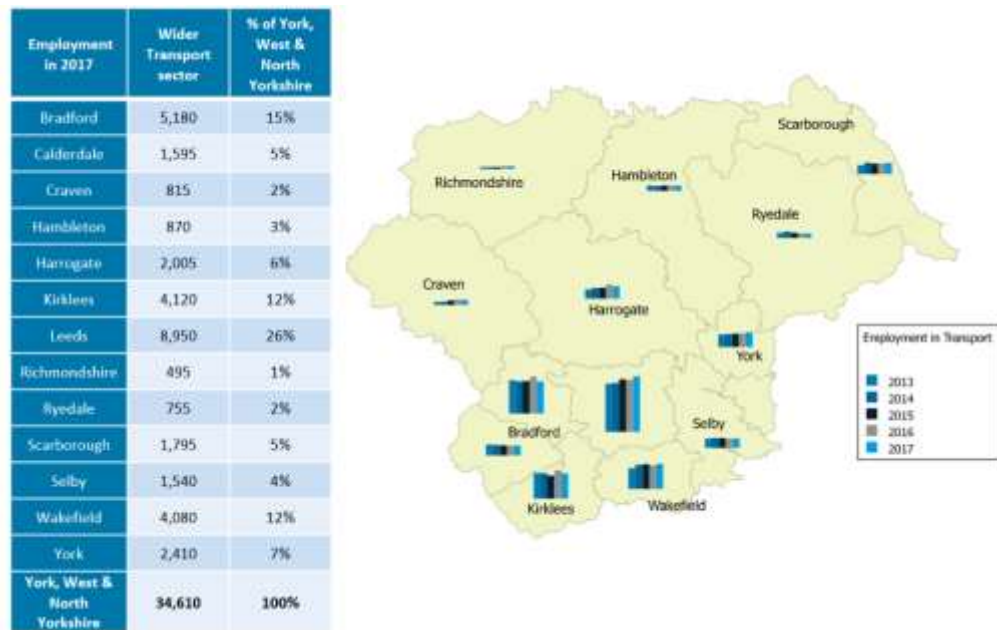 Employment
in 2017
Wider
Transport
sector
% of York,
West &
North
Yorkshire
Bradford 5,180 15%
Calderdale 1,595 5%
Craven 815 2%
Hambleton 870 3%
Harrogate 2,005 6%
Kirklees 4,120 12%
Leeds 8,950 26%
Richmondshire 495 1%
Ryedale 755 2%
Scarborough 1,795 5%
Selby 1,540 4%
Wakefield 4,080 12%
York 2,410 7%
York, West &
North
Yorkshire
34,610 100%
Scarborough
Richmondshire
Hambleton
Ryedale
Craven
Harrogate
York
Bradford
Selby
Kirklees
Wakefield
Employment in Transport
2013
2014
2015
2016
2017